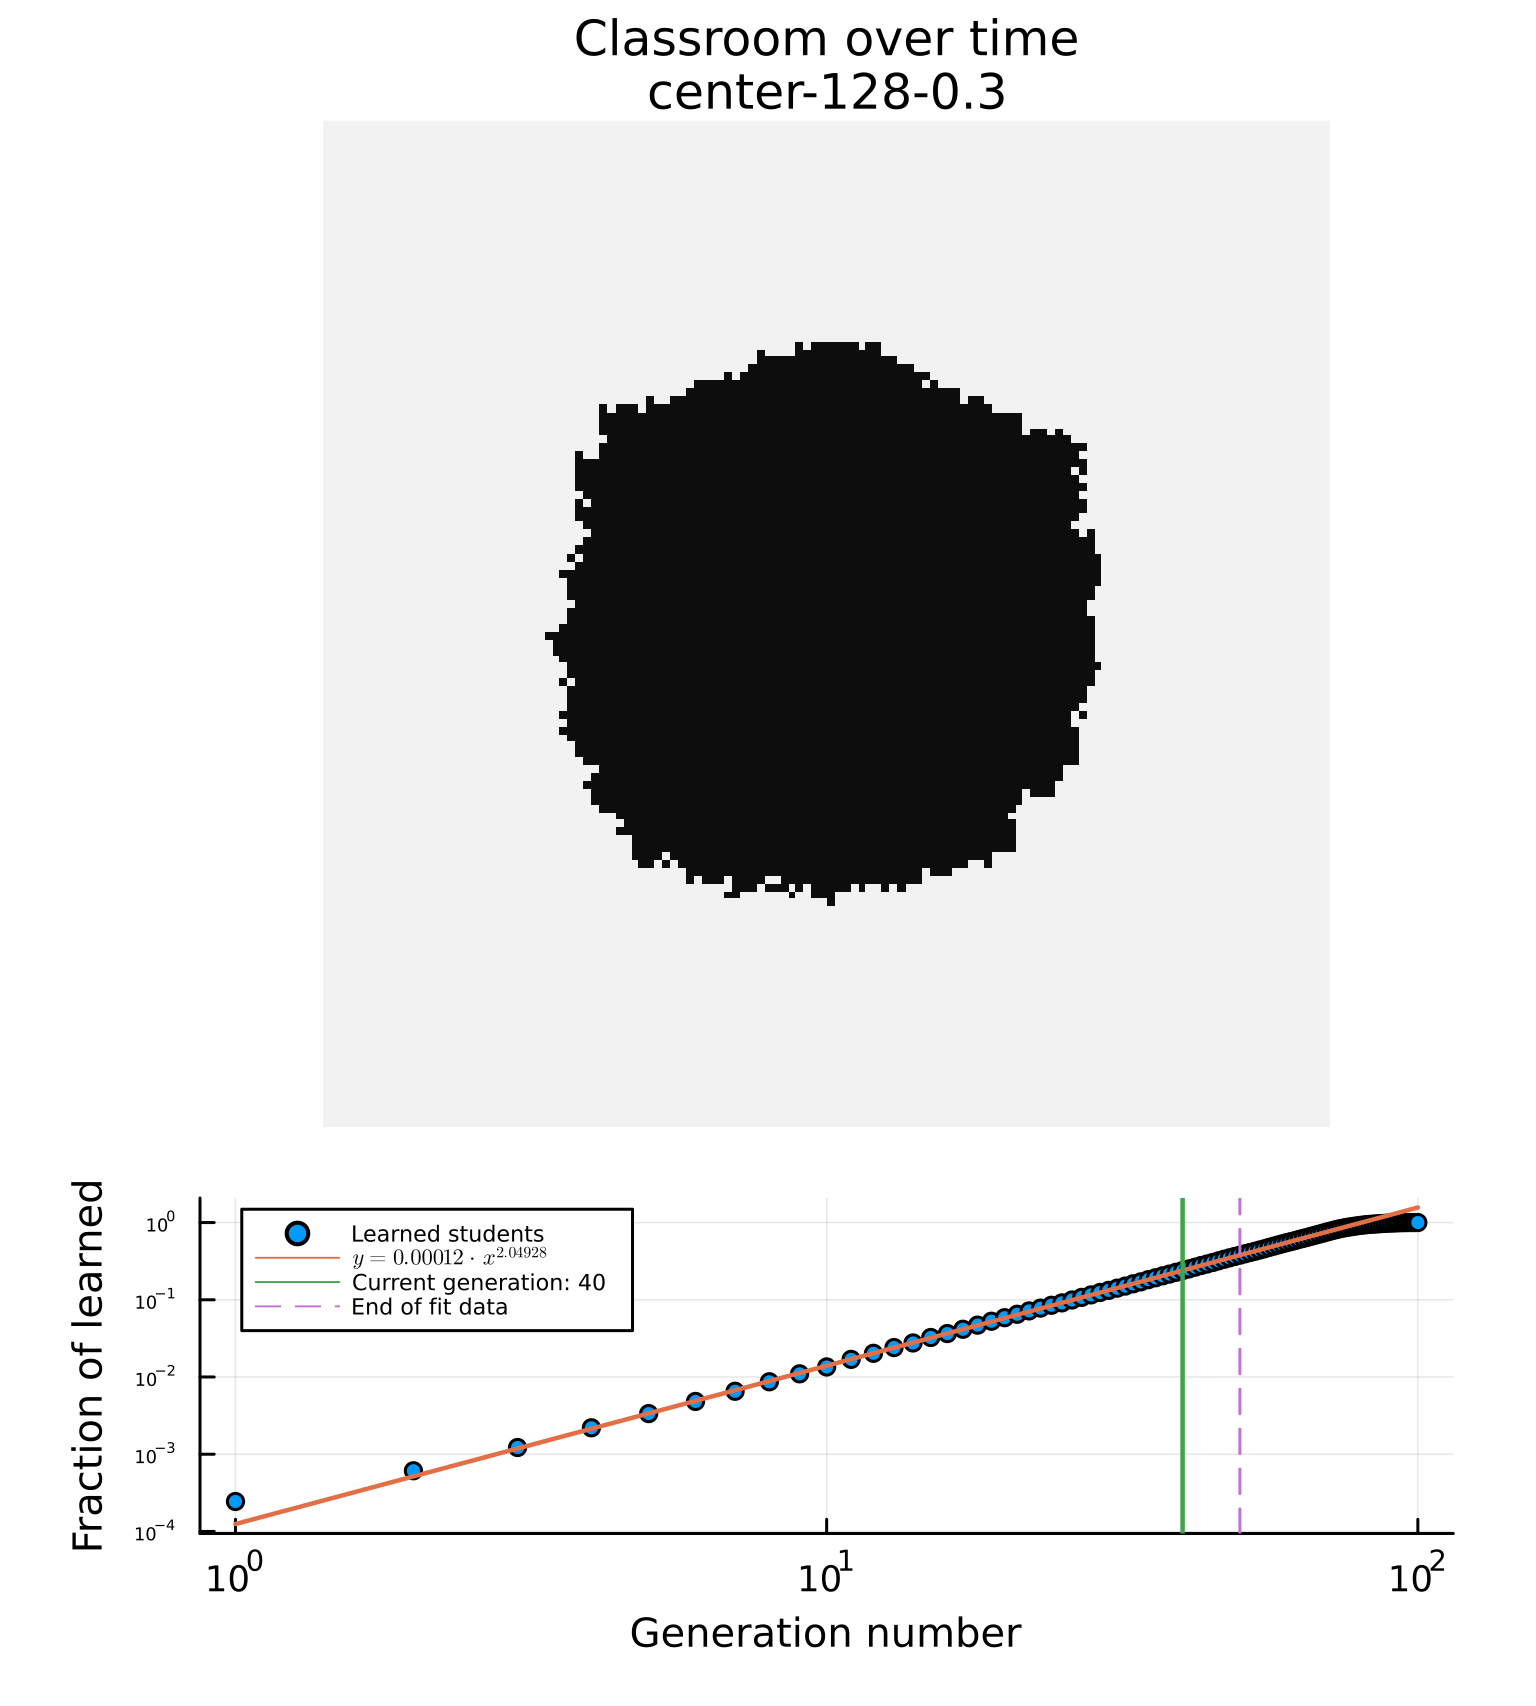 Classroom over time
center-128-0.3
Fraction of learned
10^0
10^-1
10^-2
10^-3
10^-4
Learned students
y = 0.00012 · x^2.04928
Current generation: 40
End of fit data
10^0 10^1 10^2
Generation number